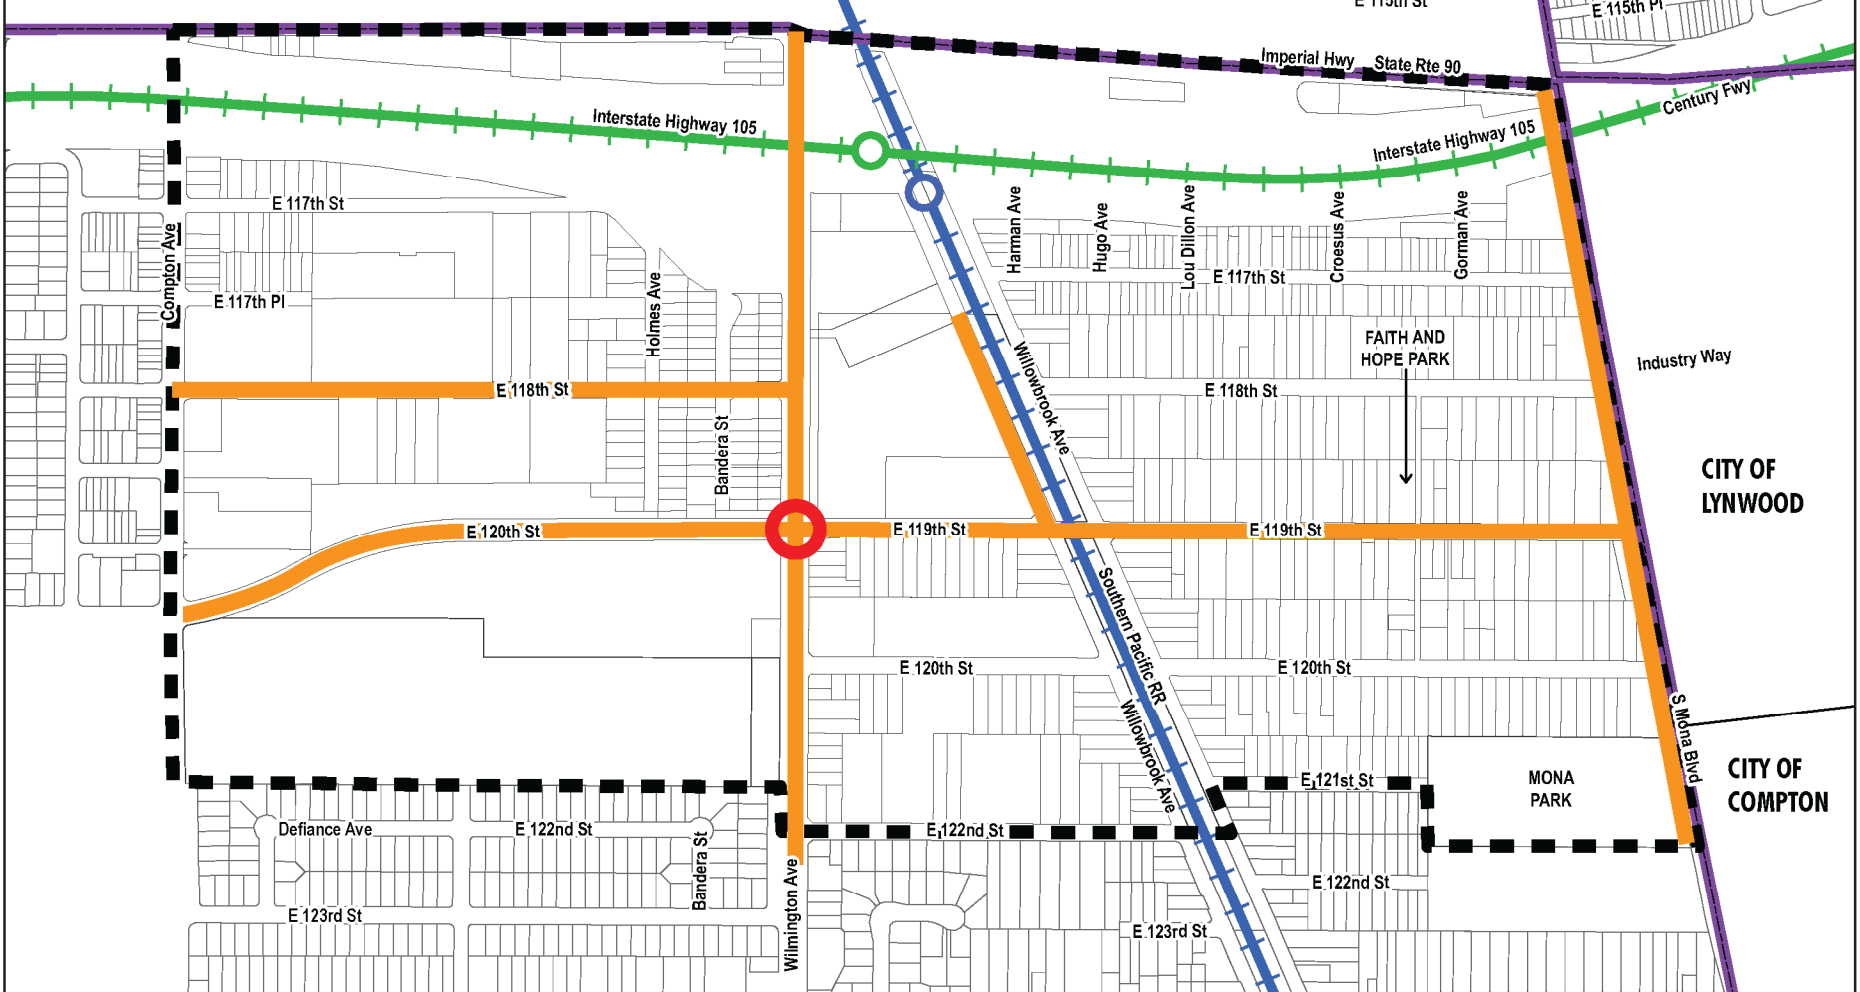 E 115th St
E 115th Pl
Imperial Hwy
State Rte 90
Century Fwy
Interstate Highway 105
Interstate Highway 105
E 117th St
Compton Ave
Harman Ave
Hugo Ave
Lou Dillon Ave
Croesus Ave
Gorman Ave
E 117th St
E 117th Pl
Holmes Ave
FAITH AND
HOPE PARK
Industry Way
Willowbrook Ave
E 118th St
E 118th St
Bandera St
CITY OF
LYNWOOD
E 120th St
E 119th St
E 119th St
Southern Pacific RR
E 120th St
E 120th St
S Mona Blvd
Willowbrook Ave
E 121st St
MONA
PARK
CITY OF
COMPTON
Defiance Ave
E 122nd St
E 122nd St
Bandera St
Wilmington Ave
E 122nd St
E 123rd St
E 123rd St